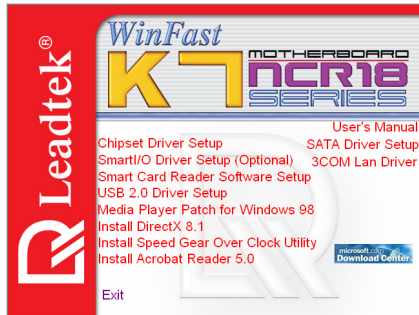 Leadtek®
WinFast
K7
MOTHERBOARD
NCR18
SERIES
Chipset Driver Setup
SmartI/O Driver Setup (Optional)
Smart Card Reader Software Setup
USB 2.0 Driver Setup
Media Player Patch for Windows 98
Install DirectX 8.1
Install Speed Gear Over Clock Utility
Install Acrobat Reader 5.0
Exit
User's Manual
SATA Driver Setup
3COM Lan Driver
microsoft.com
Download Center